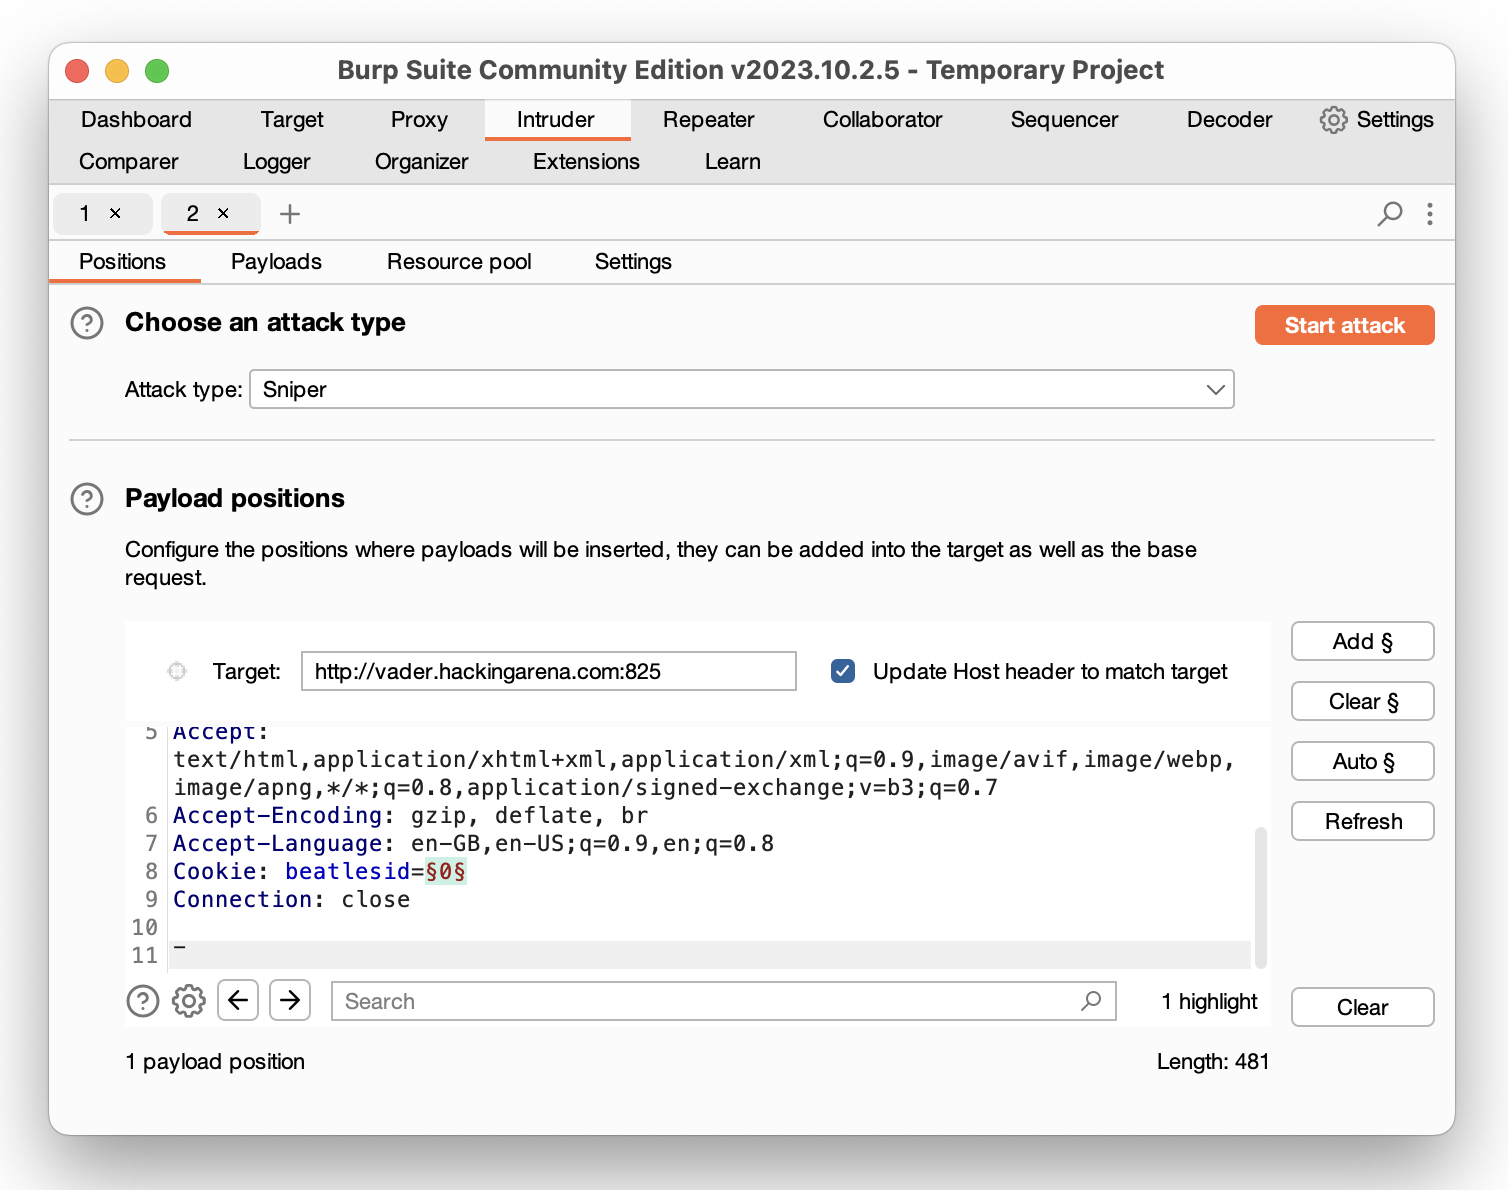 Burp Suite Community Edition v2023.10.2.5 - Temporary Project
Dashboard Target Proxy Intruder Repeater Collaborator Sequencer Decoder Settings
Comparer Logger Organizer Extensions Learn
1 × 2 × +
Positions Payloads Resource pool Settings
? Choose an attack type Start attack
Attack type: Sniper
? Payload positions
Configure the positions where payloads will be inserted, they can be added into the target as well as the base
request.
Add §
Target: http://vader.hackingarena.com:825 Update Host header to match target
Clear §
5 Accept:
text/html,application/xhtml+xml,application/xml;q=0.9,image/avif,image/webp,
Auto §
image/apng,*/*;q=0.8,application/signed-exchange;v=b3;q=0.7
6 Accept-Encoding: gzip, deflate, br
Refresh
7 Accept-Language: en-GB,en-US;q=0.9,en;q=0.8
8 Cookie: beatlesid=§0§
9 Connection: close
10
11
? Search 1 highlight Clear
1 payload position Length: 481